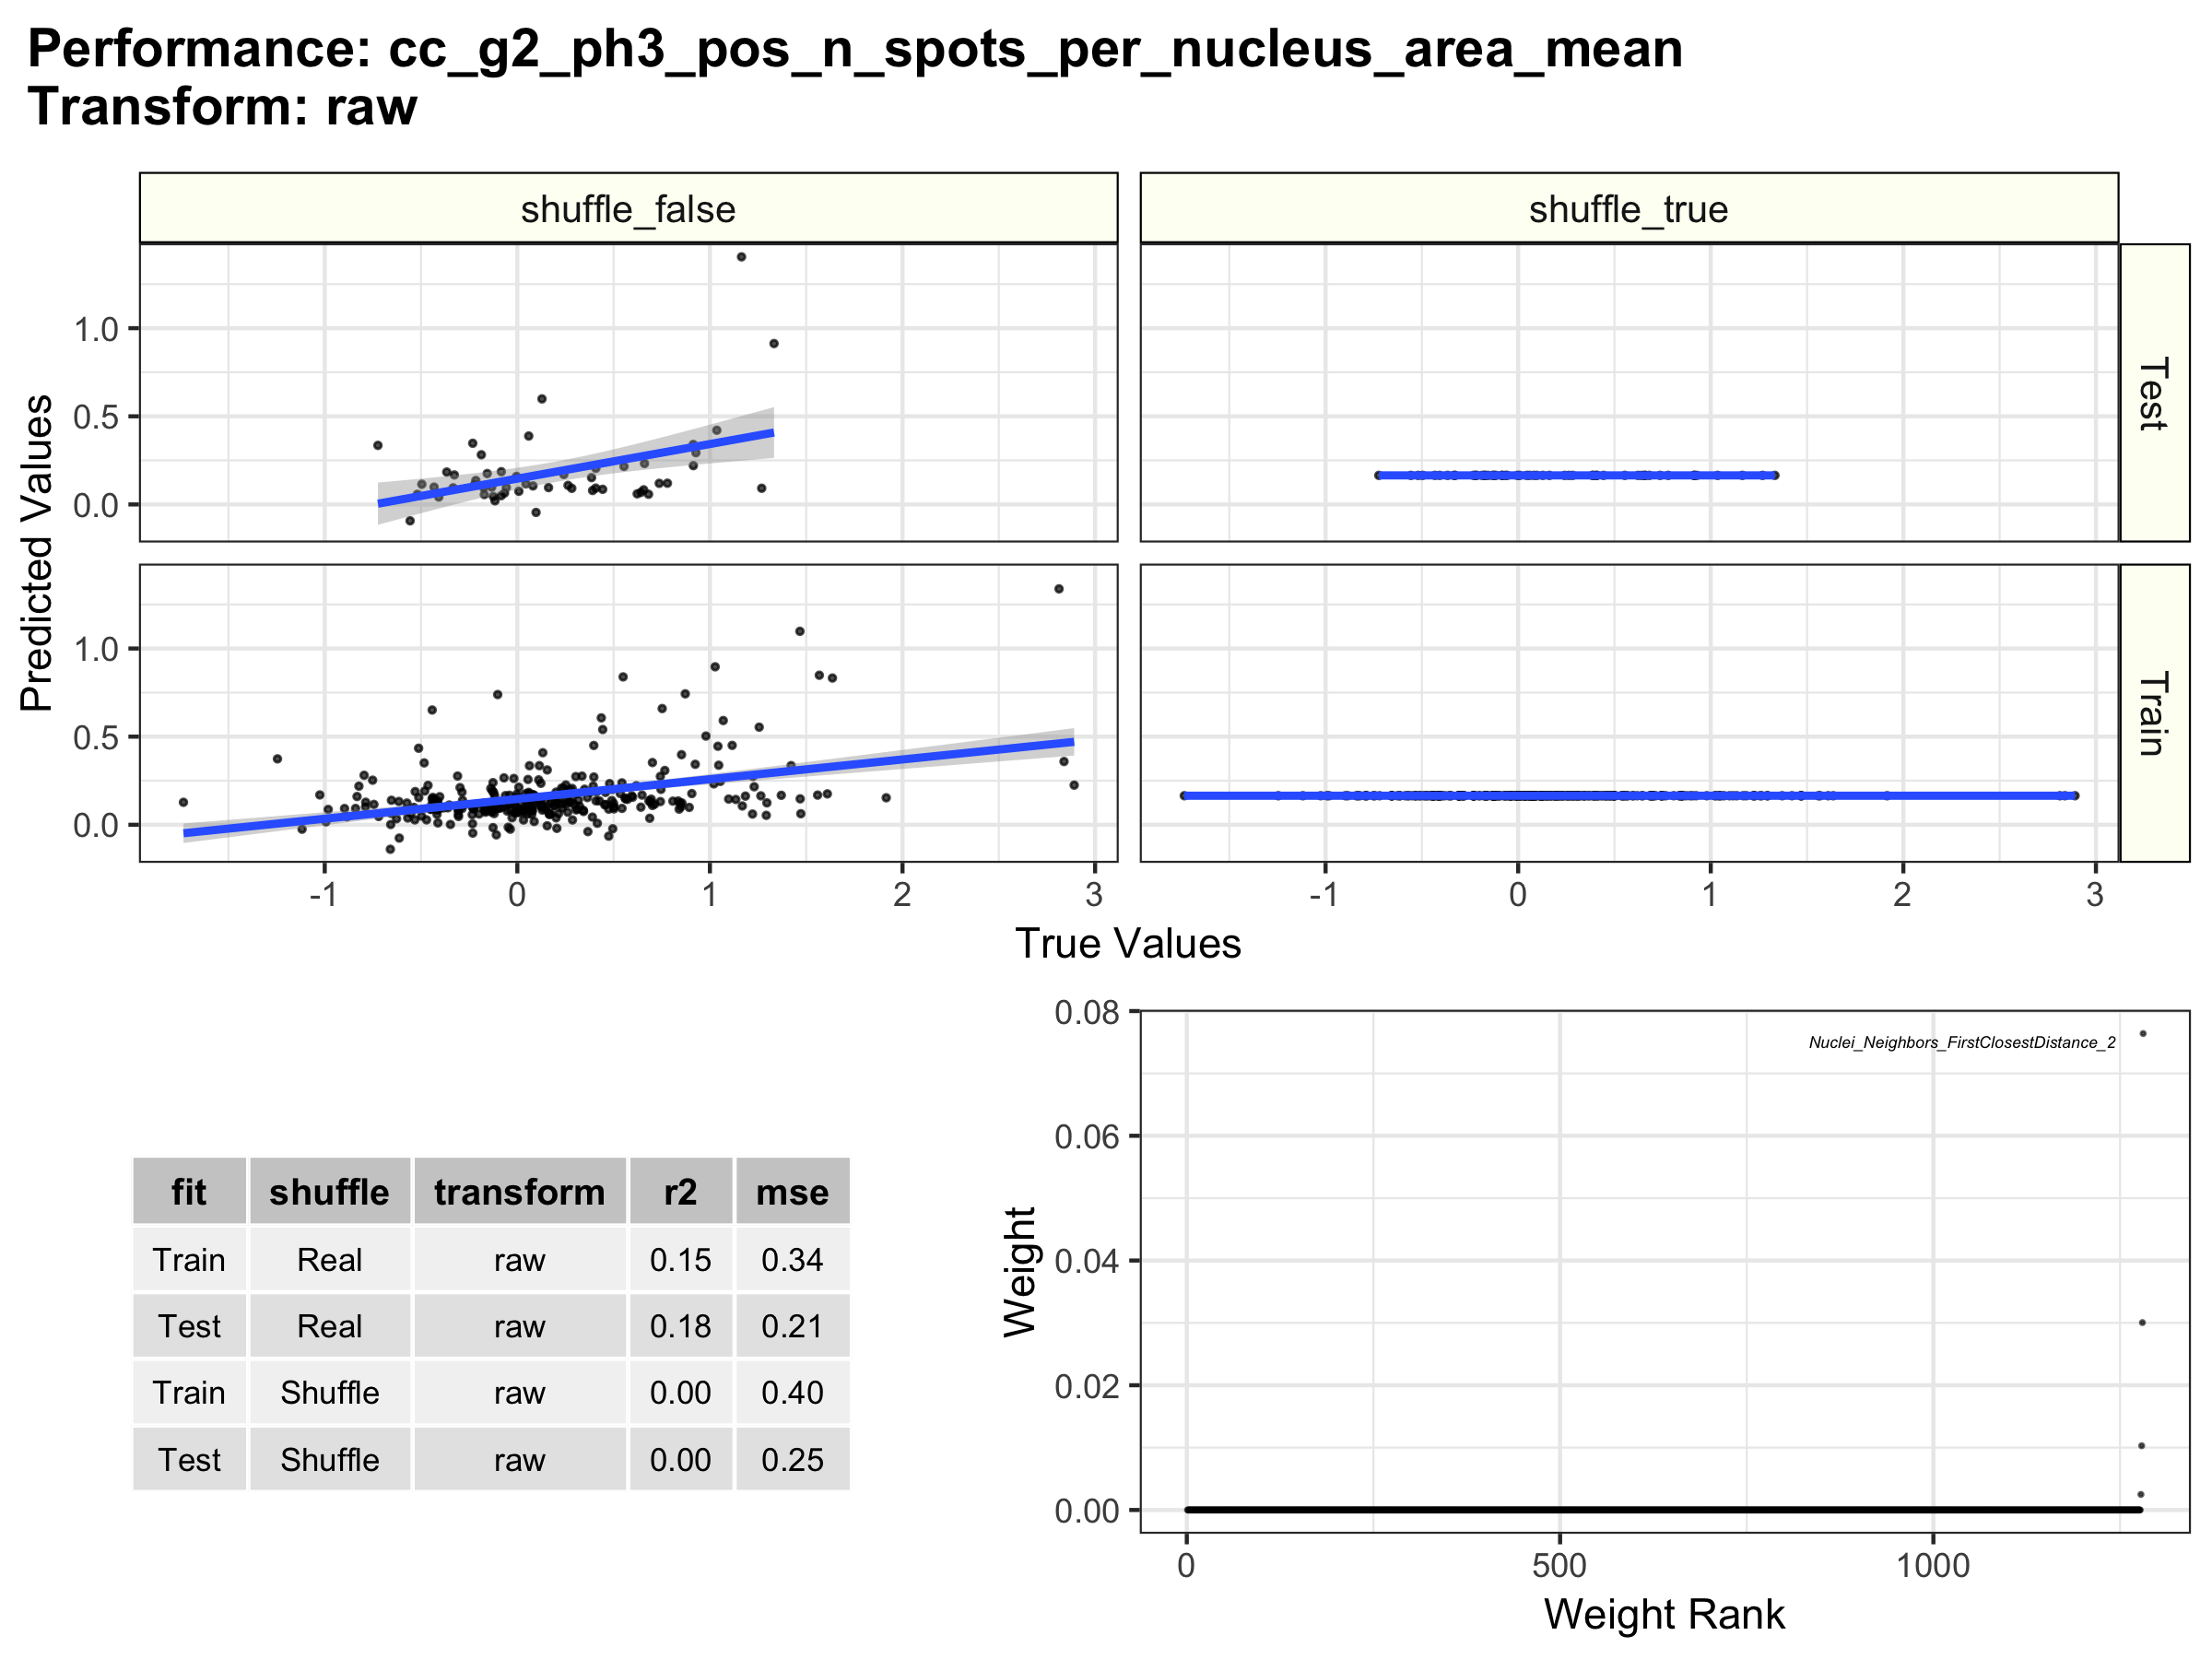 Performance: cc_g2_ph3_pos_n_spots_per_nucleus_area_mean
Transform: raw
shuffle_false
shuffle_true
1.0
0.5
0.0
Test
1.0
0.5
0.0
Train
Predicted Values
-1 0 1 2 3
-1 0 1 2 3
True Values
fit shuffle transform r2 mse
Train Real raw 0.15 0.34
Test Real raw 0.18 0.21
Train Shuffle raw 0.00 0.40
Test Shuffle raw 0.00 0.25
0.08
0.06
0.04
0.02
0.00
Weight
Nuclei_Neighbors_FirstClosestDistance_2
0 500 1000
Weight Rank